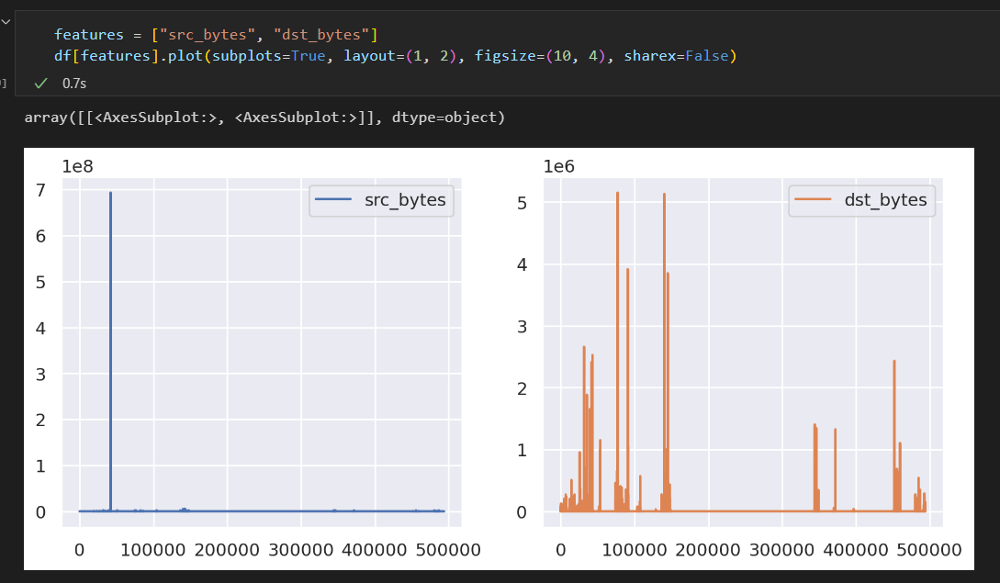 features = ["src_bytes", "dst_bytes"]
df[features].plot(subplots=True, layout=(1, 2), figsize=(10, 4), sharex=False)
]
✓ 0.7s
array([[<AxesSubplot:>, <AxesSubplot:>]], dtype=object)
1e8
src_bytes
7
6
5
4
3
2
1
0
0 100000 200000 300000 400000 500000
1e6
dst_bytes
5
4
3
2
1
0
0 100000 200000 300000 400000 500000